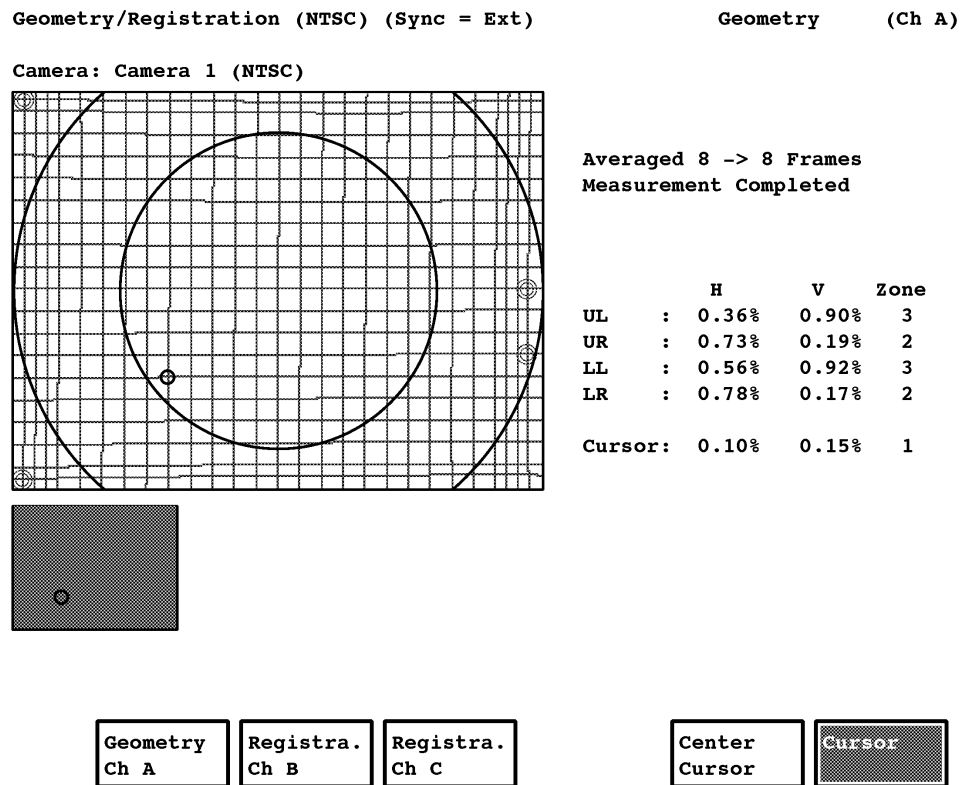 Geometry/Registration (NTSC) (Sync = Ext) Geometry (Ch A)
Camera: Camera 1 (NTSC)
Averaged 8 -> 8 Frames
Measurement Completed
H V Zone
UL : 0.36% 0.90% 3
UR : 0.73% 0.19% 2
LL : 0.56% 0.92% 3
LR : 0.78% 0.17% 2
Cursor: 0.10% 0.15% 1
Geometry
Ch A
Registra.
Ch B
Registra.
Ch C
Center
Cursor
Cursor